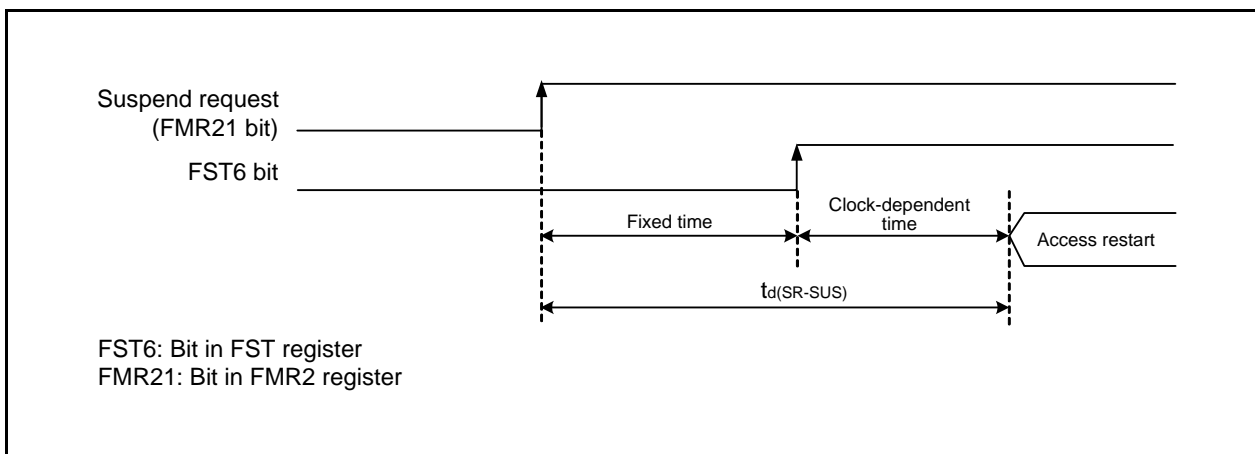 Suspend request
(FMR21 bit)
FST6 bit
Fixed time
Clock-dependent
time
Access restart
td(SR-SUS)
FST6: Bit in FST register
FMR21: Bit in FMR2 register